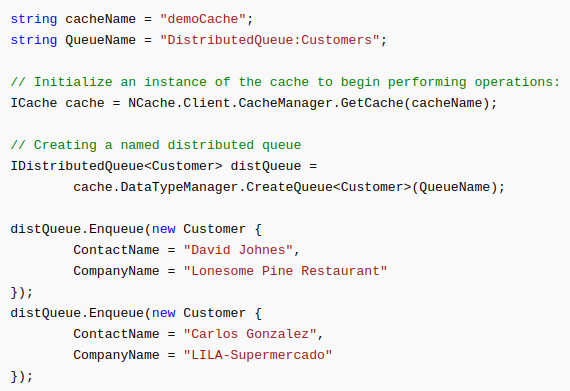 string cacheName = "demoCache";
string QueueName = "DistributedQueue:Customers";

// Initialize an instance of the cache to begin performing operations:
ICache cache = NCache.Client.CacheManager.GetCache(cacheName);

// Creating a named distributed queue
IDistributedQueue<Customer> distQueue =
        cache.DataTypeManager.CreateQueue<Customer>(QueueName);

distQueue.Enqueue(new Customer {
        ContactName = "David Johnes",
        CompanyName = "Lonesome Pine Restaurant"
});
distQueue.Enqueue(new Customer {
        ContactName = "Carlos Gonzalez",
        CompanyName = "LILA-Supermercado"
});